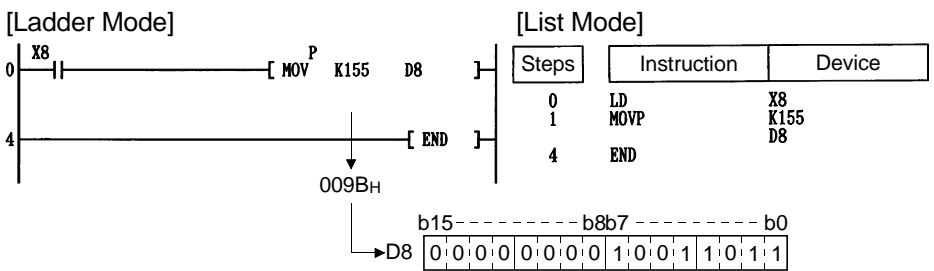 [Ladder Mode] [List Mode]
X8 P Steps Instruction Device
0 MOV K155 D8
0 LD X8
1 MOVP K155
D8
4 END
4 END
009BH
b15 b8b7 b0
D8 0 0 0 0 0 0 0 0 1 0 0 1 1 0 1 1